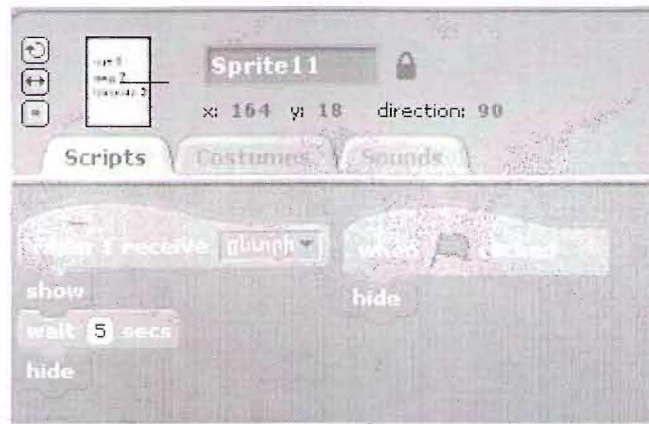 Sprite11
x: 164 y: 18 direction: 90
Scripts Costumes Sounds
when I receive
show
wait 5 secs
hide
when clicked
hide